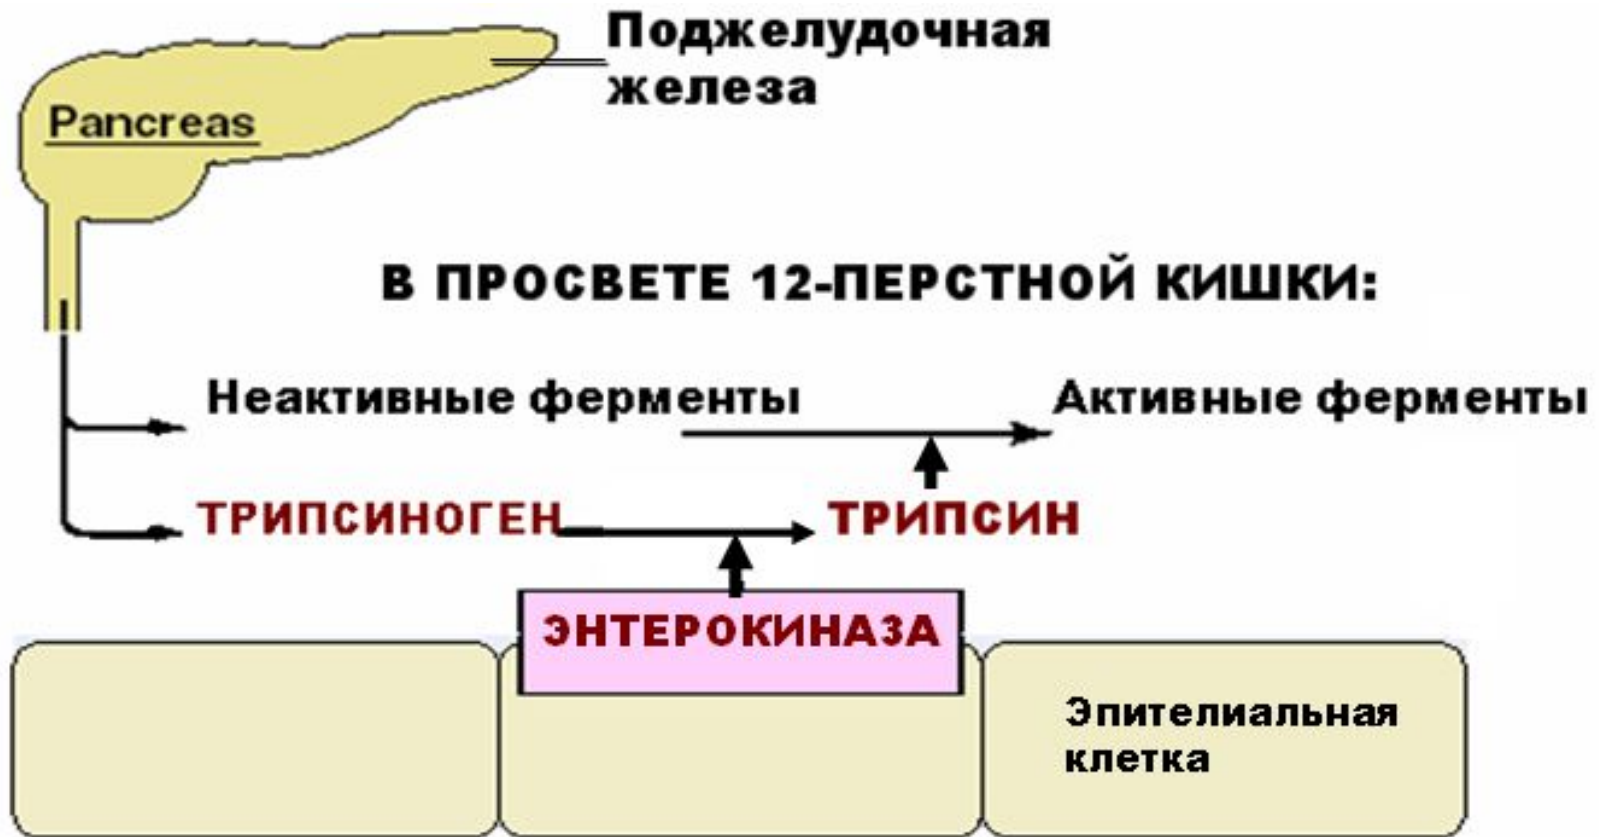 Поджелудочная
железа
Pancreas
В ПРОСВЕТЕ 12-ПЕРСТНОЙ КИШКИ:
Неактивные ферменты
Активные ферменты
ТРИПСИНОГЕН
ТРИПСИН
ЭНТЕРОКИНАЗА
Эпителиальная
клетка